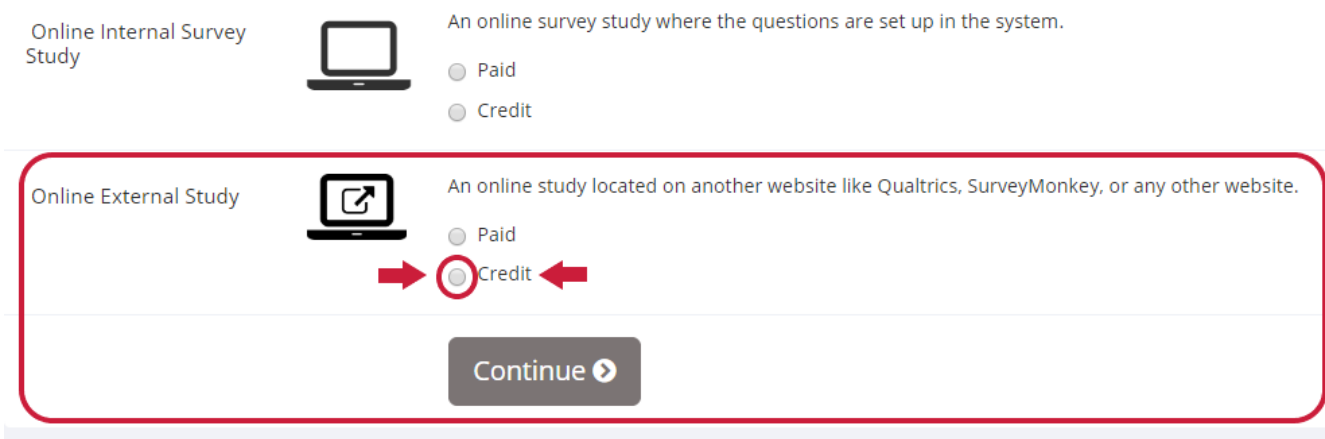 Online Internal Survey
Study
An online survey study where the questions are set up in the system.
Paid
Credit
Online External Study
An online study located on another website like Qualtrics, SurveyMonkey, or any other website.
Paid
Credit
Continue